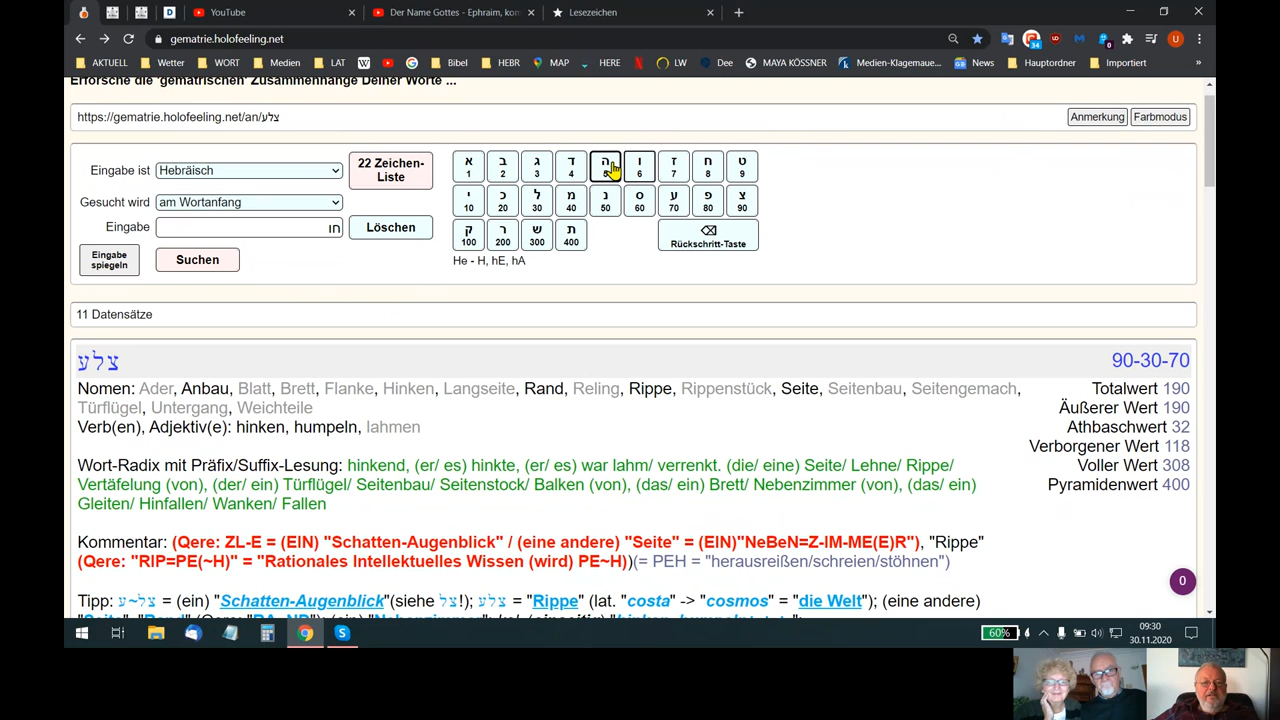 YouTube
Der Name Gottes - Ephraim, kon
Lesezeichen
gematrie.holofeeling.net
AKTUELL Wetter WORT Medien LAT Bibel HEBR MAP HERE LW Dee MAYA KÖSSNER Medien-Klagemaue... News Hauptordner Importiert »
Erforsche die 'gematrischen' Zusammenhänge Deiner Worte ...
https://gematrie.holofeeling.net/an/צלע
Anmerkung Farbmodus
Eingabe ist Hebräisch
22 Zeichen-
Liste
Gesucht wird am Wortanfang
Eingabe חו
Löschen
Eingabe
spiegeln
Suchen
א ב ג ד ה ו ז ח ט
1 2 3 4 5 6 7 8 9
י כ ל מ נ ס ע פ צ
10 20 30 40 50 60 70 80 90
ק ר ש ת ⌫
100 200 300 400 Rückschritt-Taste
He - H, hE, hA
11 Datensätze
צלע 90-30-70
Nomen: Ader, Anbau, Blatt, Brett, Flanke, Hinken, Langseite, Rand, Reling, Rippe, Rippenstück, Seite, Seitenbau, Seitengemach,
Türflügel, Untergang, Weichteile
Verb(en), Adjektiv(e): hinken, humpeln, lahmen
Totalwert 190
Äußerer Wert 190
Athbaschwert 32
Verborgener Wert 118
Voller Wert 308
Pyramidenwert 400
Wort-Radix mit Präfix/Suffix-Lesung: hinkend, (er/ es) hinkte, (er/ es) war lahm/ verrenkt. (die/ eine) Seite/ Lehne/ Rippe/
Vertäfelung (von), (der/ ein) Türflügel/ Seitenbau/ Seitenstock/ Balken (von), (das/ ein) Brett/ Nebenzimmer (von), (das/ ein)
Gleiten/ Hinfallen/ Wanken/ Fallen
Kommentar: (Qere: ZL-E = (EIN) "Schatten-Augenblick" / (eine andere) "Seite" = (EIN)"NeBeN=Z-IM-ME(E)R"), "Rippe"
(Qere: "RIP=PE(~H)" = "Rationales Intellektuelles Wissen (wird) PE~H))(= PEH = "herausreißen/schreien/stöhnen")
Tipp: צל~ע = (ein) "Schatten-Augenblick"(siehe צל!); צלע = "Rippe" (lat. "costa" -> "cosmos" = "die Welt"); (eine andere)
0
60%
09:30
30.11.2020